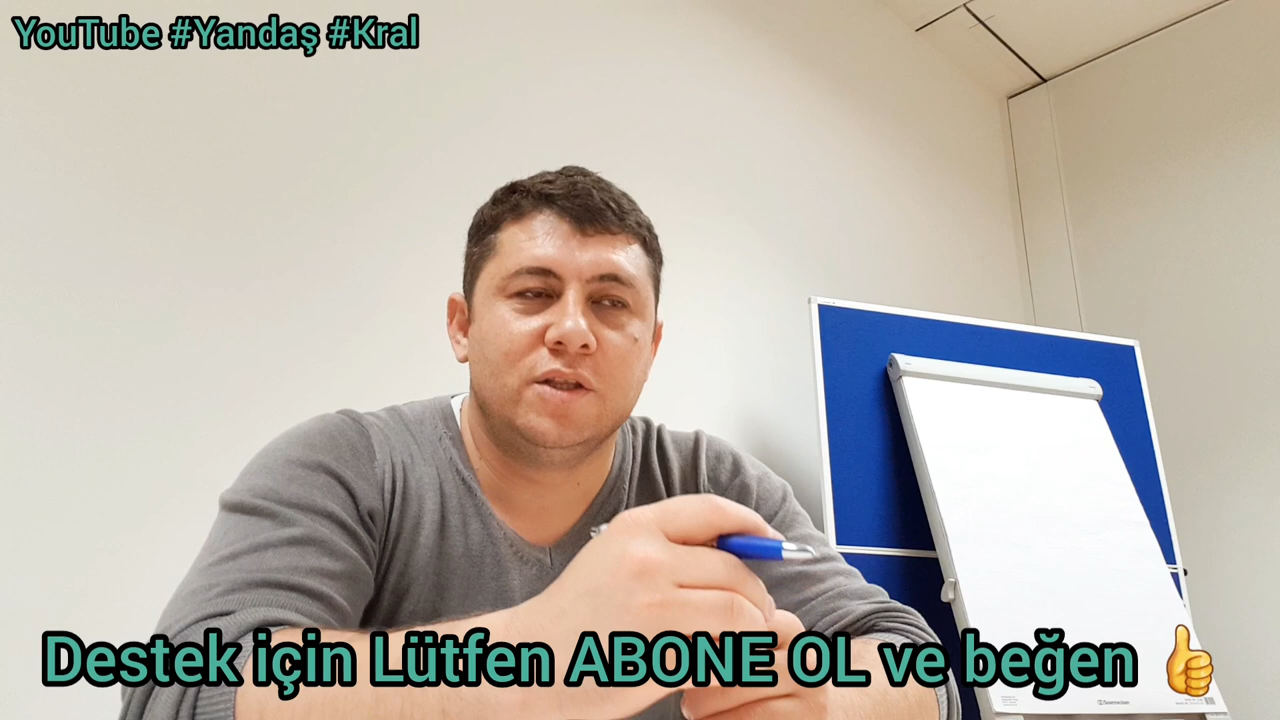 YouTube #Yandaş #Kral
Destek için Lütfen ABONE OL ve beğen 👍